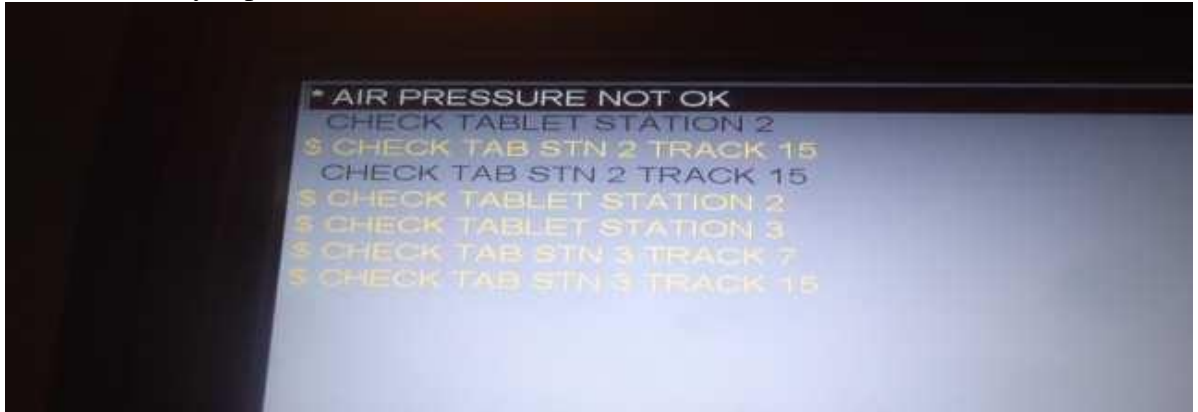 * AIR PRESSURE NOT OK
CHECK TABLET STATION 2
$ CHECK TAB STN 2 TRACK 15
CHECK TAB STN 2 TRACK 15
$ CHECK TABLET STATION 2
$ CHECK TABLET STATION 3
$ CHECK TAB STN 3 TRACK 7
$ CHECK TAB STN 3 TRACK 15